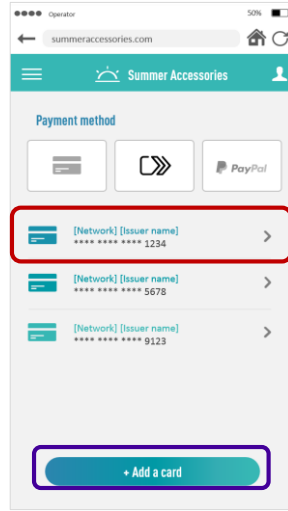 Operator 50%
summeraccessories.com
Summer Accessories
Payment method
PayPal
[Network] [Issuer name]
**** **** **** 1234
[Network] [Issuer name]
**** **** **** 5678
[Network] [Issuer name]
**** **** **** 9123
+ Add a card